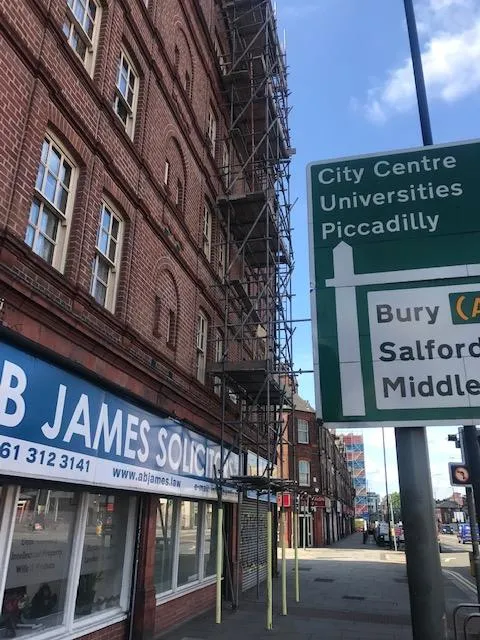 B JAMES SOLICITO
61 312 3141
www.abjames.law
City Centre
Universities
Piccadilly
Bury (A
Salford
Middle